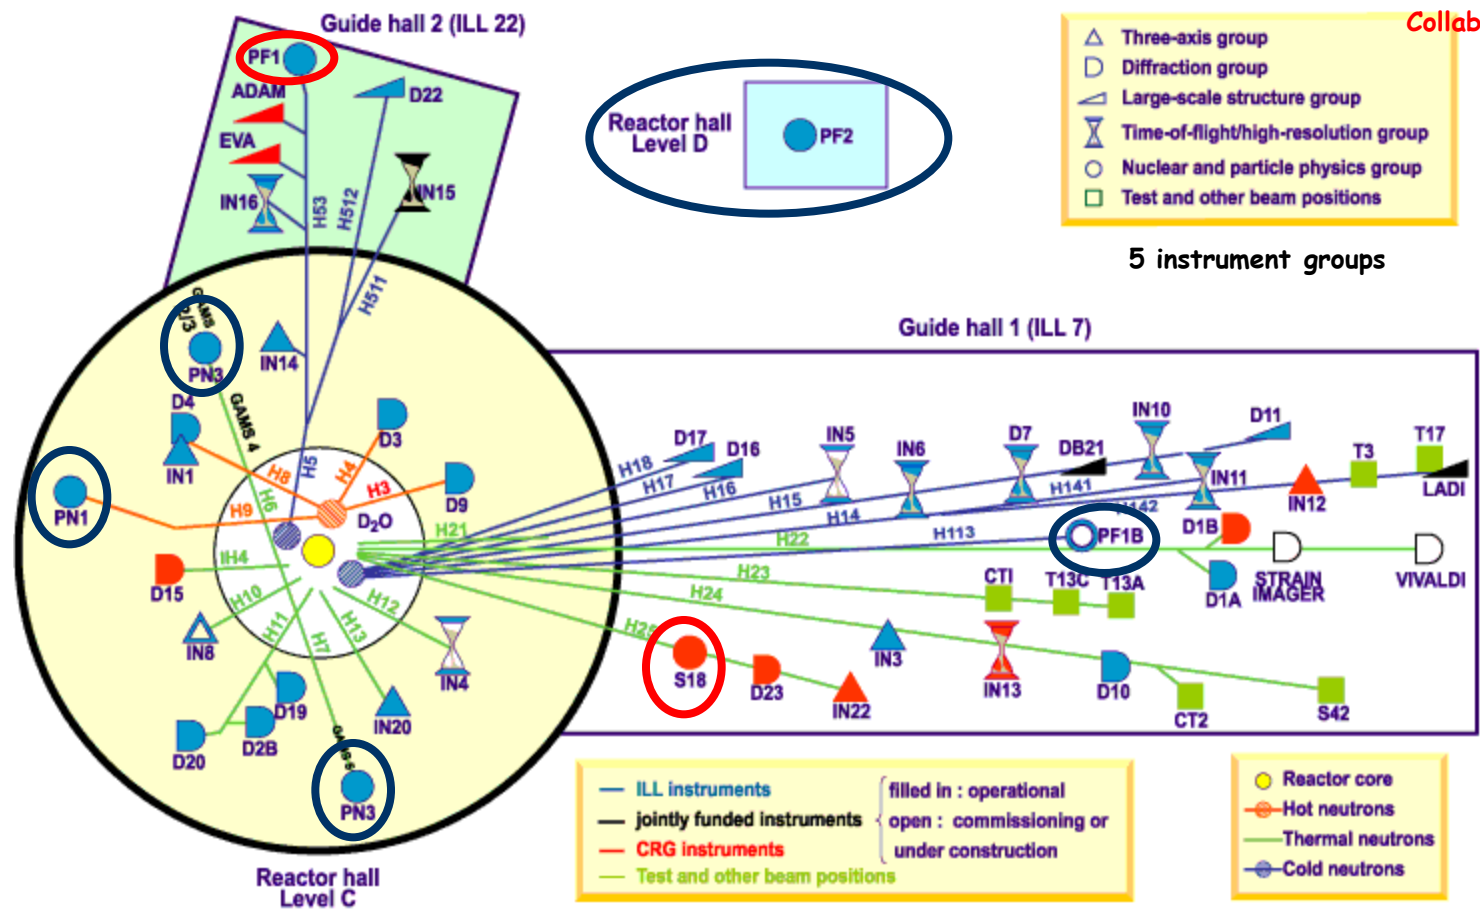 Guide hall 2 (ILL 22)
PF1
ADAM
EVA
IN16
D22
IN15
H53
H512
H511
Reactor hall
Level D
PF2
Collab
Three-axis group
Diffraction group
Large-scale structure group
Time-of-flight/high-resolution group
Nuclear and particle physics group
Test and other beam positions
5 instrument groups
GAMS
2/3
PN3
GAMS 4
IN14
D4
IN1
D3
D9
PN1
H8
H5
H4
H3
H9
H6
D2O
D15
IH4
H10
IN8
H11
H7
H13
H12
IN4
D19
D2B
D20
IN20
GAMS5
PN3
Reactor hall
Level C
Guide hall 1 (ILL 7)
H21
H18
H17
H16
H15
H14
H141
H142
H113
H22
H23
H24
H25
D17
D16
IN5
IN6
D7
DB21
IN10
D11
IN11
IN12
T3
T17
LADI
PF1B
D1B
D1A
STRAIN
IMAGER
VIVALDI
CTI
T13C
T13A
S18
D23
IN22
IN3
IN13
D10
CT2
S42
ILL instruments
jointly funded instruments
CRG instruments
Test and other beam positions
filled in : operational
open : commissioning or
under construction
Reactor core
Hot neutrons
Thermal neutrons
Cold neutrons